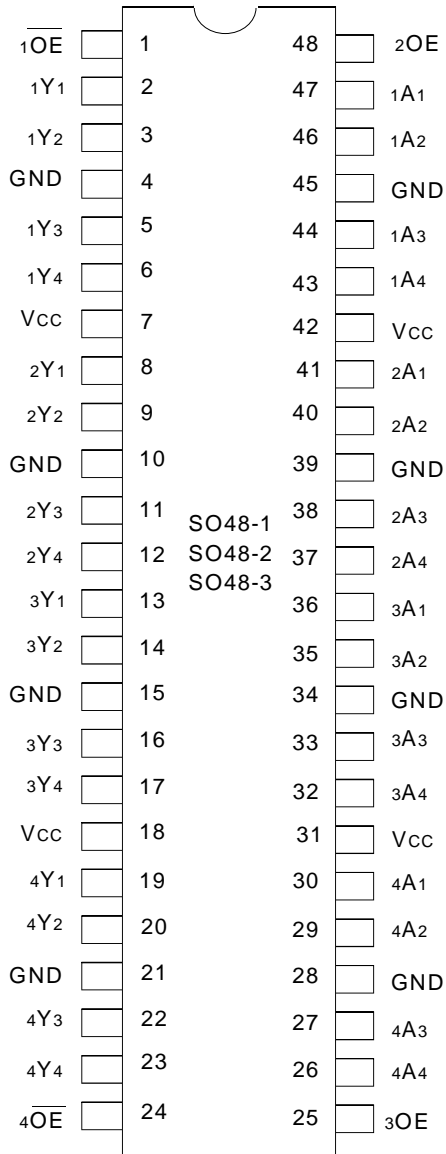 1OE 1 48 2OE
1Y1 2 47 1A1
1Y2 3 46 1A2
GND 4 45 GND
1Y3 5 44 1A3
1Y4 6 43 1A4
VCC 7 42 VCC
2Y1 8 41 2A1
2Y2 9 40 2A2
GND 10 39 GND
2Y3 11 38 2A3
SO48-1
2Y4 12 SO48-2 37 2A4
SO48-3
3Y1 13 36 3A1
3Y2 14 35 3A2
GND 15 34 GND
3Y3 16 33 3A3
3Y4 17 32 3A4
VCC 18 31 VCC
4Y1 19 30 4A1
4Y2 20 29 4A2
GND 21 28 GND
4Y3 22 27 4A3
4Y4 23 26 4A4
4OE 24 25 3OE